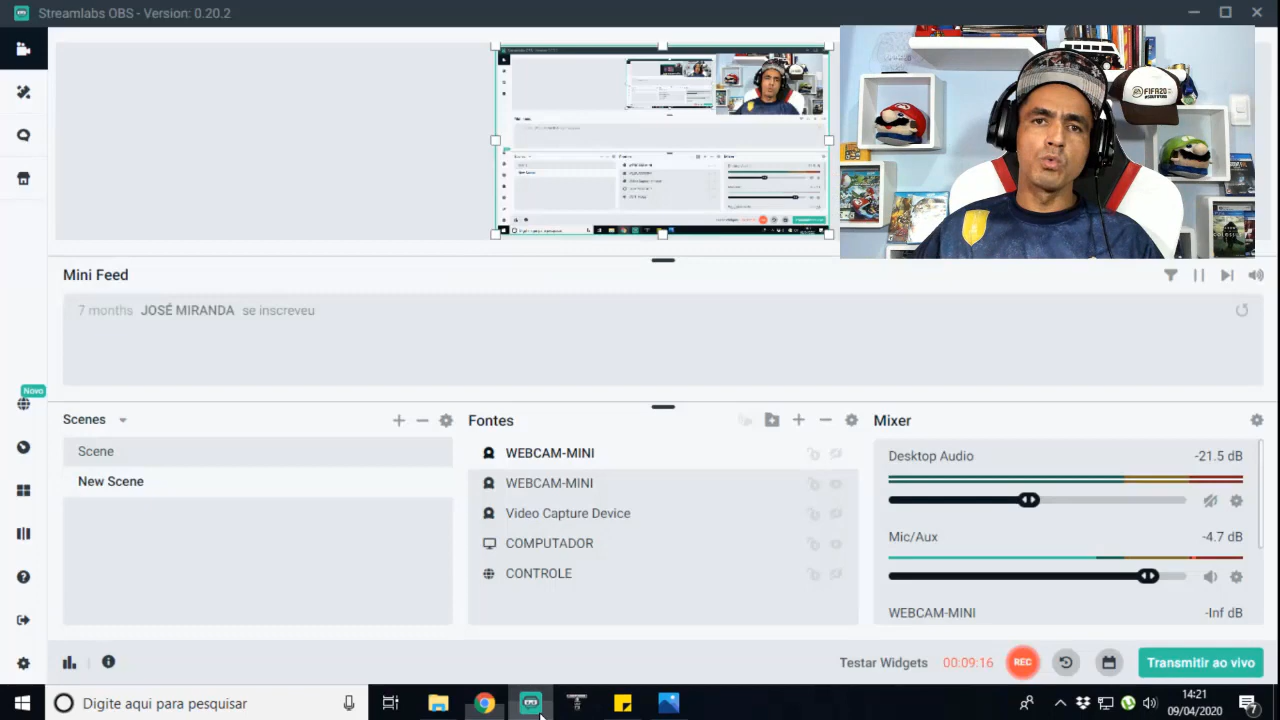 Streamlabs OBS - Version: 0.20.2
FIFA20
Mini Feed
7 months JOSÉ MIRANDA se inscreveu
Novo
Scenes
Scene
New Scene
Fontes
WEBCAM-MINI
WEBCAM-MINI
Video Capture Device
COMPUTADOR
CONTROLE
Mixer
Desktop Audio -21.5 dB
Mic/Aux -4.7 dB
WEBCAM-MINI -Inf dB
Testar Widgets 00:09:16 REC Transmitir ao vivo
Digite aqui para pesquisar
14:21
09/04/2020
7